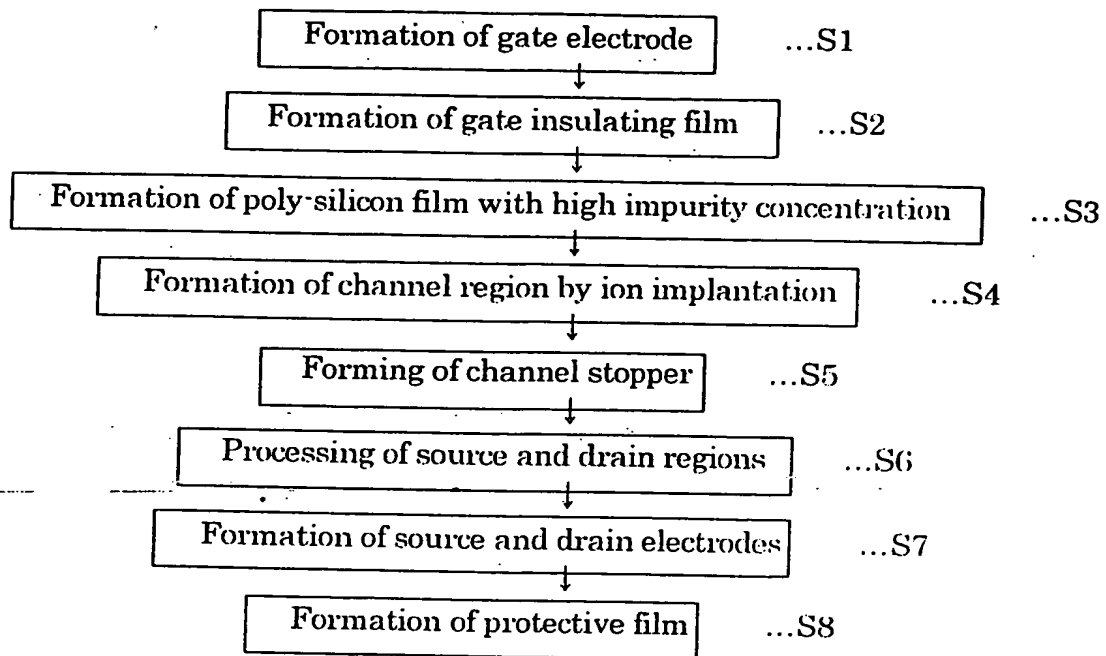 Formation of gate electrode ...S1
Formation of gate insulating film ...S2
Formation of poly-silicon film with high impurity concentration ...S3
Formation of channel region by ion implantation ...S4
Forming of channel stopper ...S5
Processing of source and drain regions ...S6
Formation of source and drain electrodes ...S7
Formation of protective film ...S8